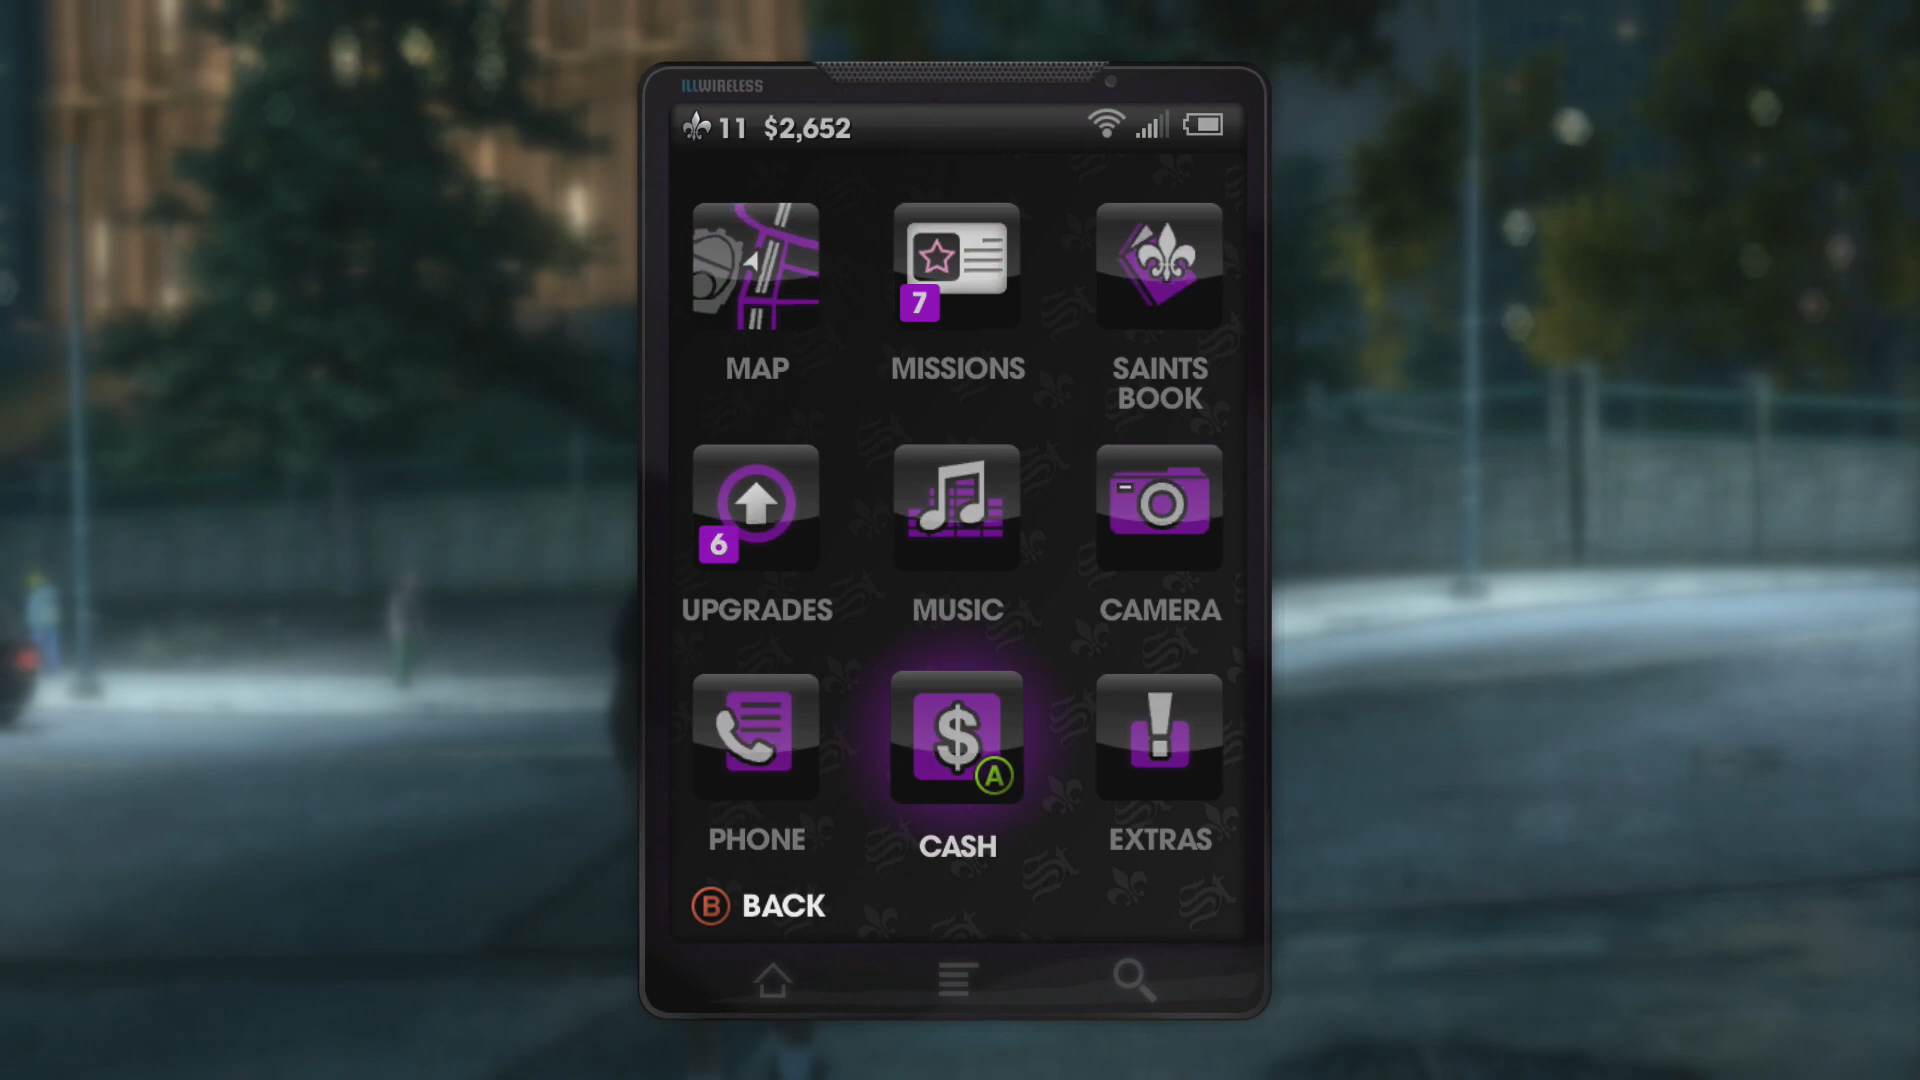 ILLWIRELESS
11 $2,652
7
MAP
MISSIONS
SAINTS
BOOK
6
UPGRADES
MUSIC
CAMERA
$
A
!
PHONE
CASH
EXTRAS
B BACK